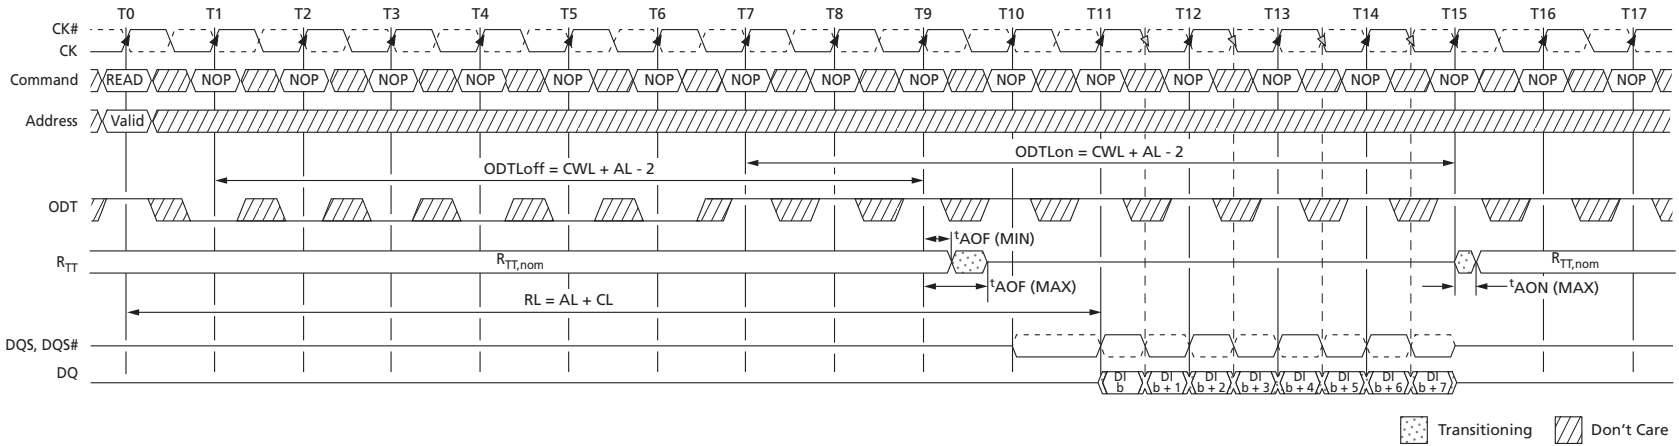 T0 T1 T2 T3 T4 T5 T6 T7 T8 T9 T10 T11 T12 T13 T14 T15 T16 T17
CK#
CK
Command READ NOP NOP NOP NOP NOP NOP NOP NOP NOP NOP NOP NOP NOP NOP NOP NOP NOP
Address Valid
ODTLon = CWL + AL - 2
ODTLoff = CWL + AL - 2
ODT
tAOF (MIN)
RTT RTT,nom RTT,nom
tAOF (MAX) tAON (MAX)
RL = AL + CL
DQS, DQS#
DQ DI b DI b + 1 DI b + 2 DI b + 3 DI b + 4 DI b + 5 DI b + 6 DI b + 7
Transitioning Don't Care